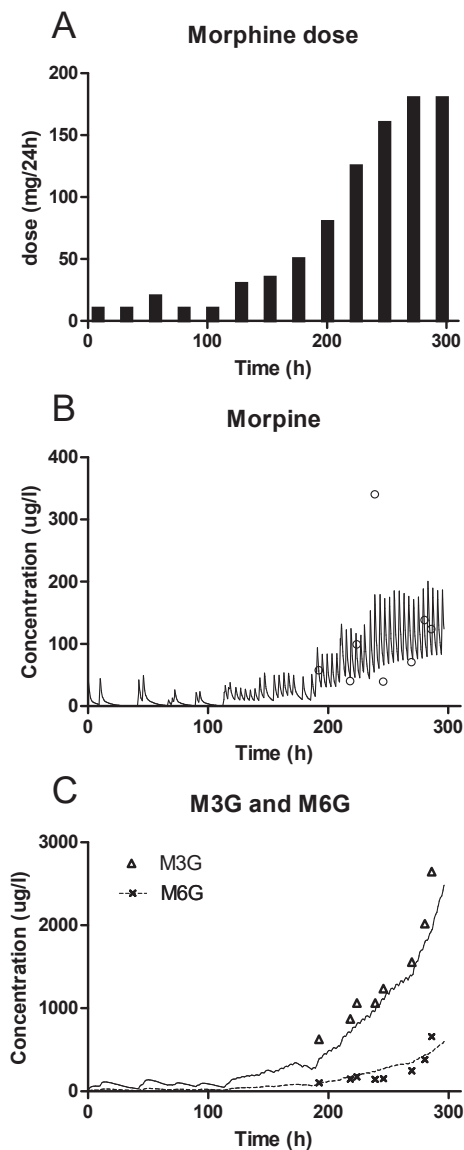 A
Morphine dose
200
150
100
50
0
dose (mg/24h)
0 100 200 300
Time (h)
B
Morpine
400
300
200
100
0
Concentration (ug/l)
0 100 200 300
Time (h)
C
M3G and M6G
3000
2000
1000
0
Concentration (ug/l)
M3G
M6G
0 100 200 300
Time (h)